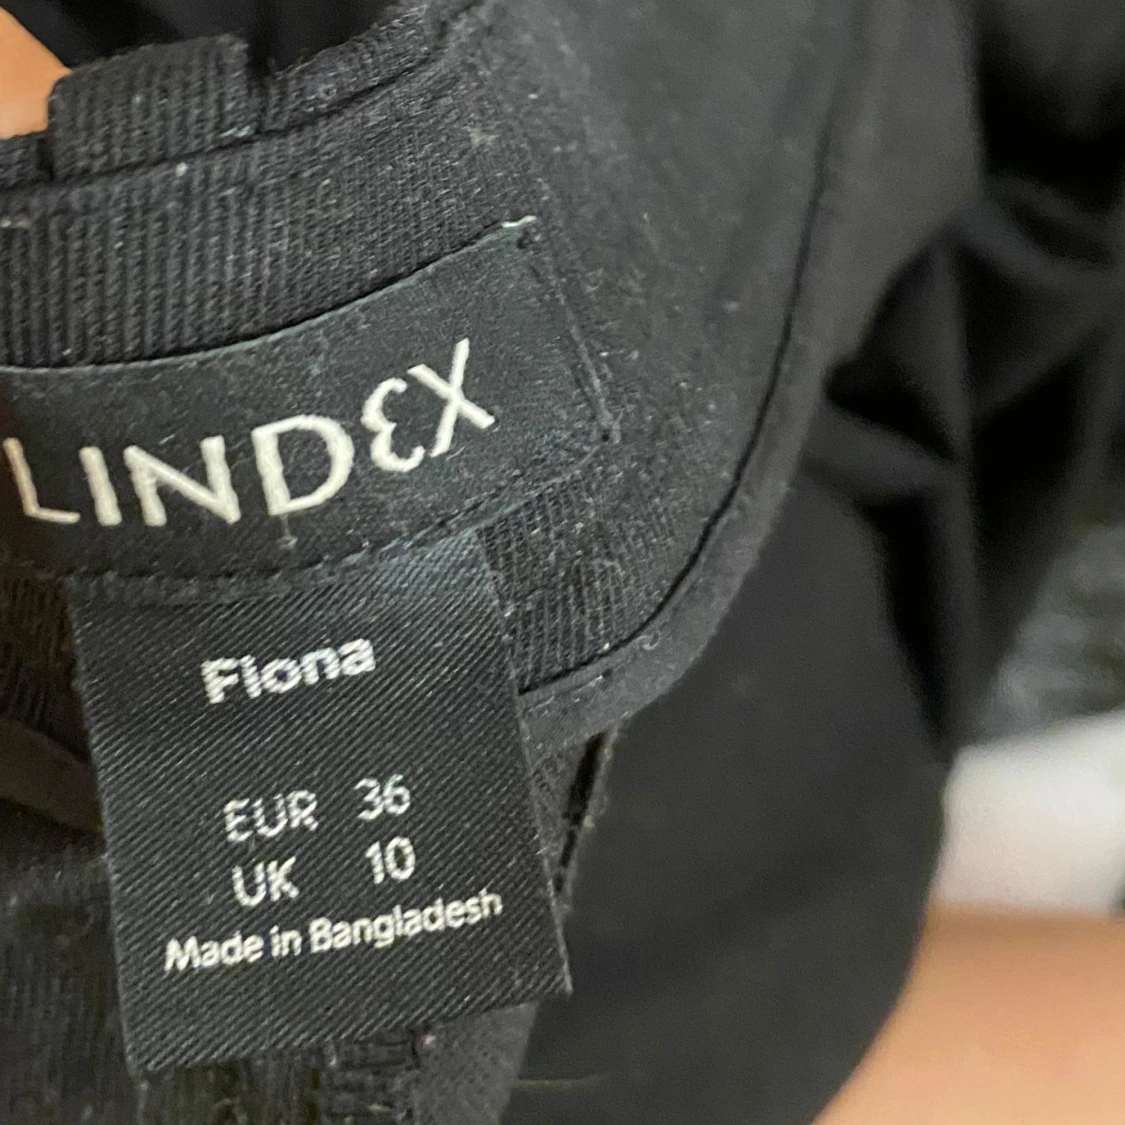 LINDEX
Fiona
EUR 36
UK 10
Made in Bangladesh